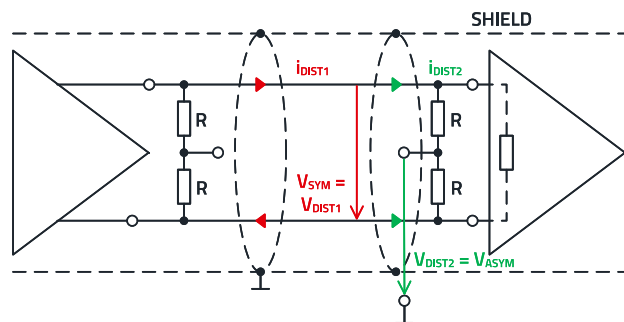 SHIELD
iDIST1
iDIST2
R
R
VSYM =
VDIST1
R
R
VDIST2 = VASYM